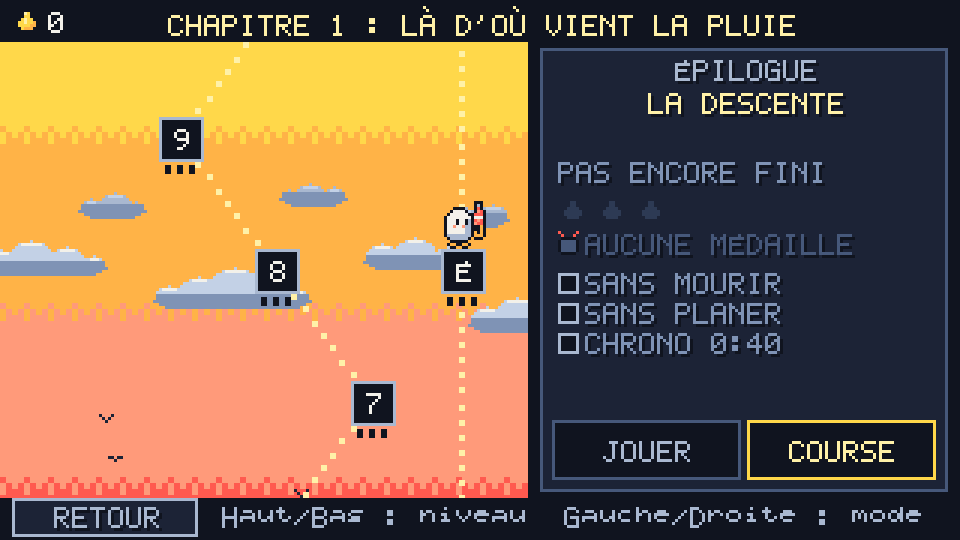 0
CHAPITRE 1 : LÀ D'OÙ VIENT LA PLUIE
9
8
É
7
ÉPILOGUE
LA DESCENTE
PAS ENCORE FINI
AUCUNE MÉDAILLE
SANS MOURIR
SANS PLANER
CHRONO 0:40
JOUER
COURSE
RETOUR
Haut/Bas : niveau
Gauche/Droite : mode